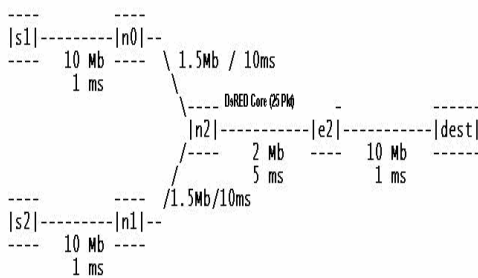 |s1| |n0|
10 Mb
1 ms
1.5Mb / 10ms
DsRED Core (25 Pkt)
|n2| |e2| |dest|
2 Mb 10 Mb
5 ms 1 ms
1.5Mb/10ms
|s2| |n1|
10 Mb
1 ms